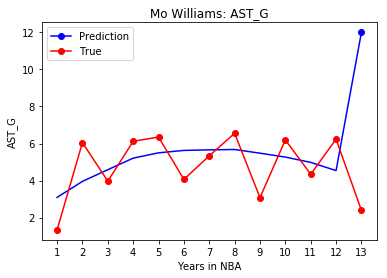 Mo Williams: AST_G
Prediction
True
12
10
8
6
4
2
AST_G
1 2 3 4 5 6 7 8 9 10 11 12 13
Years in NBA